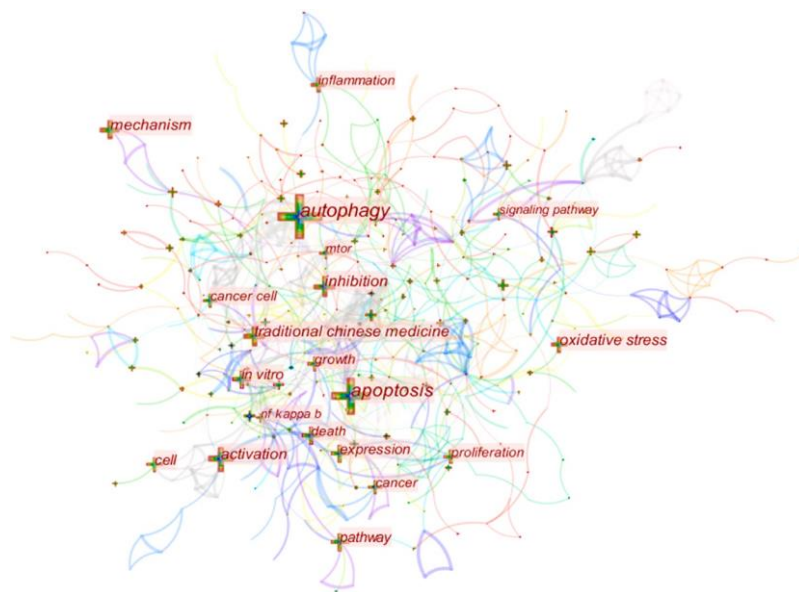 inflammation
mechanism
autophagy
signaling pathway
mtor
inhibition
cancer cell
traditional chinese medicine
oxidative stress
growth
in vitro
apoptosis
nf kappa b
death
expression
proliferation
activation
cell
cancer
pathway